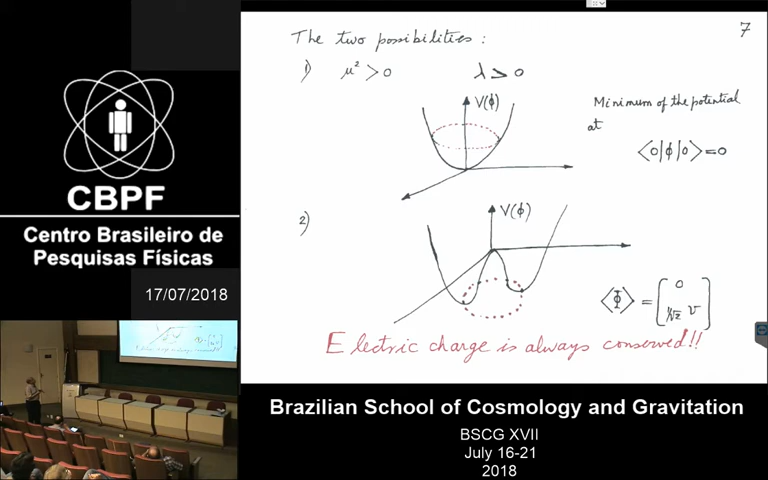 CBPF
Centro Brasileiro de
Pesquisas Físicas
17/07/2018
7
The two possibilities :
1) μ² > 0 λ > 0
V(ϕ)
Minimum of the potential
at
<0|ϕ|0> = 0
2)
V(ϕ)
<Φ> = [0
1/√2 v]
Electric charge is always conserved!!
Brazilian School of Cosmology and Gravitation
BSCG XVII
July 16-21
2018